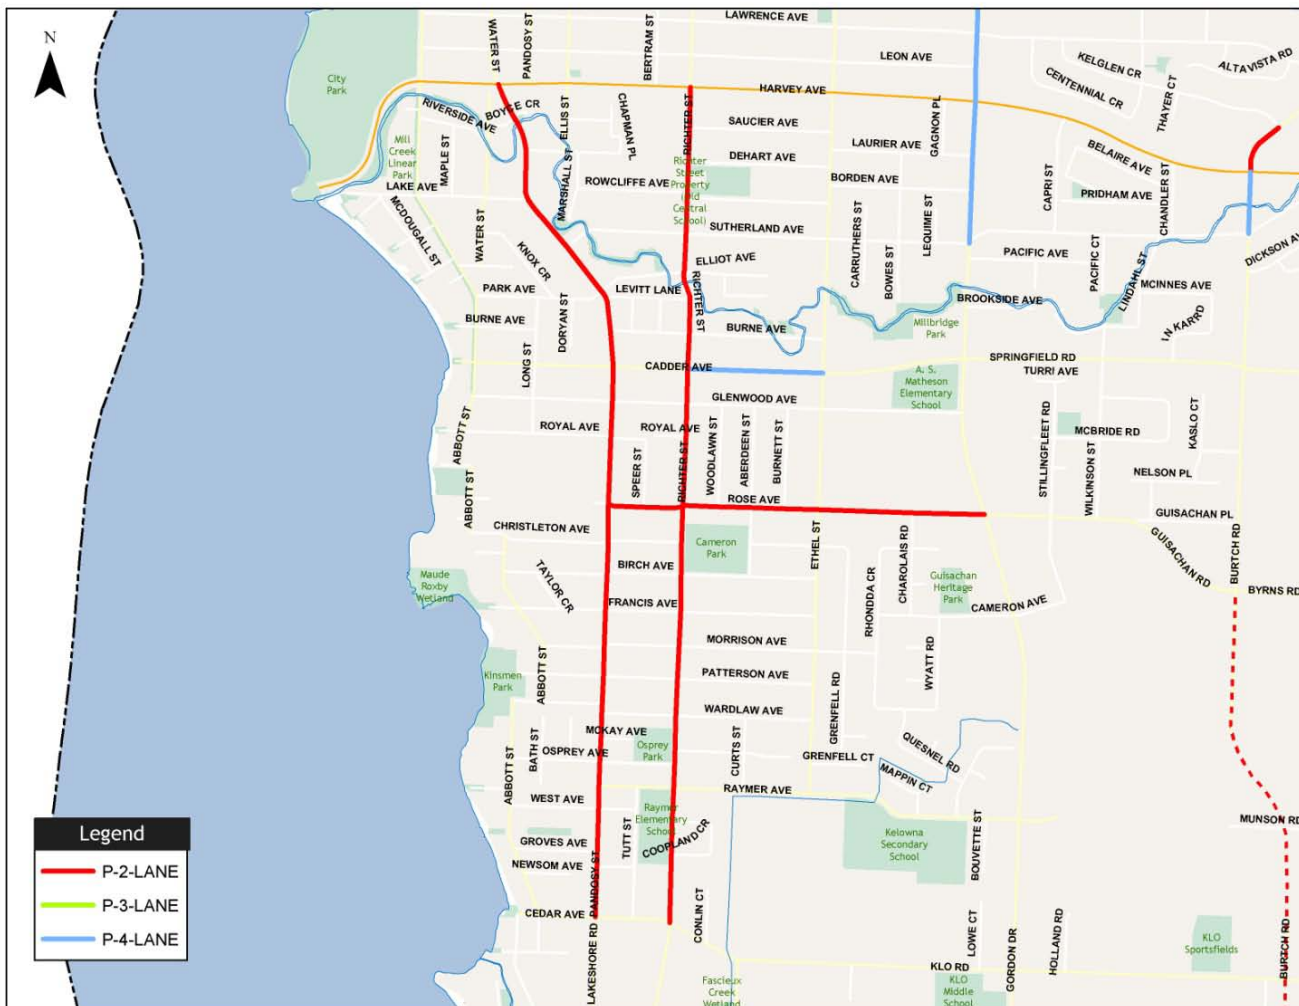 LAWRENCE AVE
WATER ST
PANDOSY ST
BERTRAM ST
LEON AVE
KELGLEN CR
ALTA VISTA RD
N
City
Park
CENTENNIAL CR
THAYER CT
HARVEY AVE
RIVERSIDE AVE
BOYCE CR
ELLIS ST
CHAPMAN PL
RICHTER ST
SAUCIER AVE
GAGNON PL
LAURIER AVE
Mill
Creek
Linear
Park
MAPLE ST
MARSHALL ST
DEHART AVE
BELAIRE AVE
Richter
Street
Property
(Old
Central
School)
LAKE AVE
ROWCLIFFE AVE
BORDEN AVE
CAPRI ST
PRIDHAM AVE
CHANDLER ST
MCDOUGALL ST
WATER ST
SUTHERLAND AVE
CARRUTHERS ST
LEQUIME ST
KNOX CR
ELLIOT AVE
BOWES ST
PACIFIC AVE
PACIFIC CT
LINDAHL ST
DICKSON AV
PARK AVE
LEVITT LANE
RICHTER ST
BROOKSIDE AVE
MCINNES AVE
BURNE AVE
DORYAN ST
BURNE AVE
Millbridge
Park
N KARRD
LONG ST
CADDER AVE
SPRINGFIELD RD
TURRI AVE
A. S.
Matheson
Elementary
School
GLENWOOD AVE
ABBOTT ST
ROYAL AVE
ROYAL AVE
WOODLAWN ST
ABERDEEN ST
BURNETT ST
STILLINGFLEET RD
MCBRIDE RD
KASLO CT
SPEER ST
RICHTER ST
WILKINSON ST
NELSON PL
ABBOTT ST
ROSE AVE
GUISACHAN PL
CHRISTLETON AVE
ETHEL ST
Cameron
Park
CHAROLAIS RD
GUISACHAN RD
BURTCH RD
Maude
Roxby
Wetland
TAYLOR CR
BIRCH AVE
RHONDDA CR
Guisachan
Heritage
Park
BYRNS RD
FRANCIS AVE
CAMERON AVE
MORRISON AVE
WYATT RD
Kinsmen
Park
ABBOTT ST
PATTERSON AVE
GRENFELL RD
WARDLAW AVE
MCKAY AVE
BATH ST
OSPREY AVE
Osprey
Park
CURTS ST
GRENFELL CT
QUESNEL RD
MAPPIN CT
ABBOTT ST
RAYMER AVE
WEST AVE
Raymer
Elementary
School
BOUVETTE ST
MUNSON RD
Legend
P-2-LANE
P-3-LANE
P-4-LANE
GROVES AVE
TUTT ST
COOPLAND CR
Kelowna
Secondary
School
NEWSOM AVE
PANDOSY ST
CEDAR AVE
CONLIN CT
LOWE CT
HOLLAND RD
LAKESHORE RD
GORDON DR
KLO
Sportsfields
BURTCH RD
KLO RD
Fascieux
Creek
Wetland
KLO
Middle
School